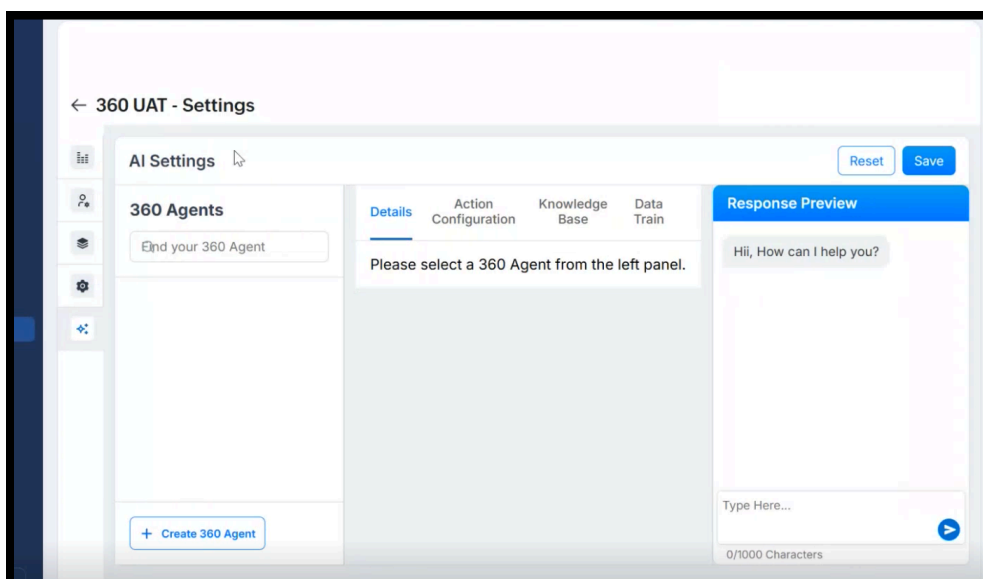 ← 360 UAT - Settings
AI Settings
Reset
Save
360 Agents
Find your 360 Agent
Details
Action
Configuration
Knowledge
Base
Data
Train
Please select a 360 Agent from the left panel.
Response Preview
Hii, How can I help you?
+ Create 360 Agent
Type Here...
0/1000 Characters